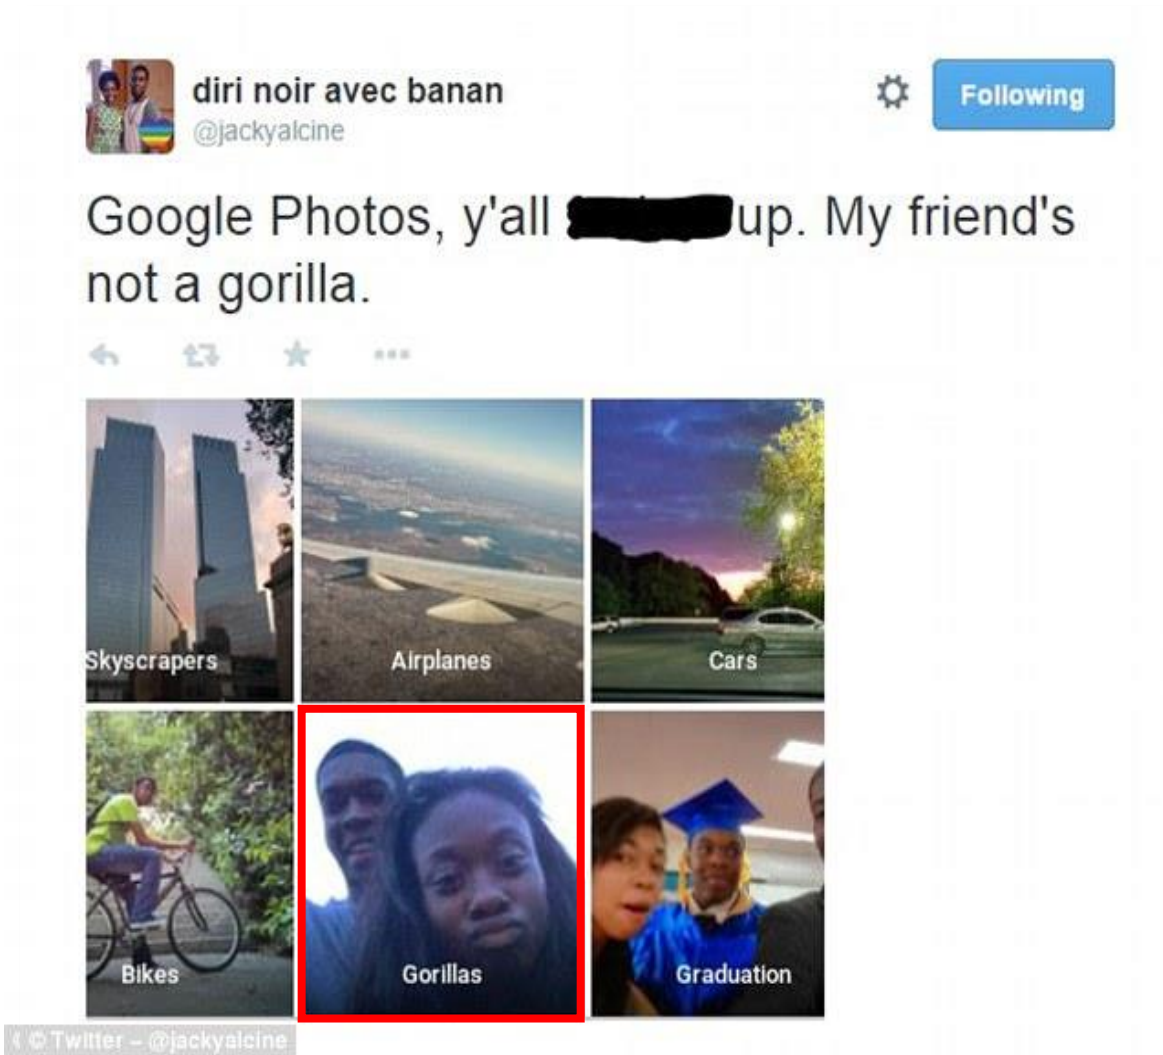 diri noir avec banan
@jackyalcine
Following
Google Photos, y'all up. My friend's
not a gorilla.
Skyscrapers
Airplanes
Cars
Bikes
Gorillas
Graduation
© Twitter – @jackyalcine